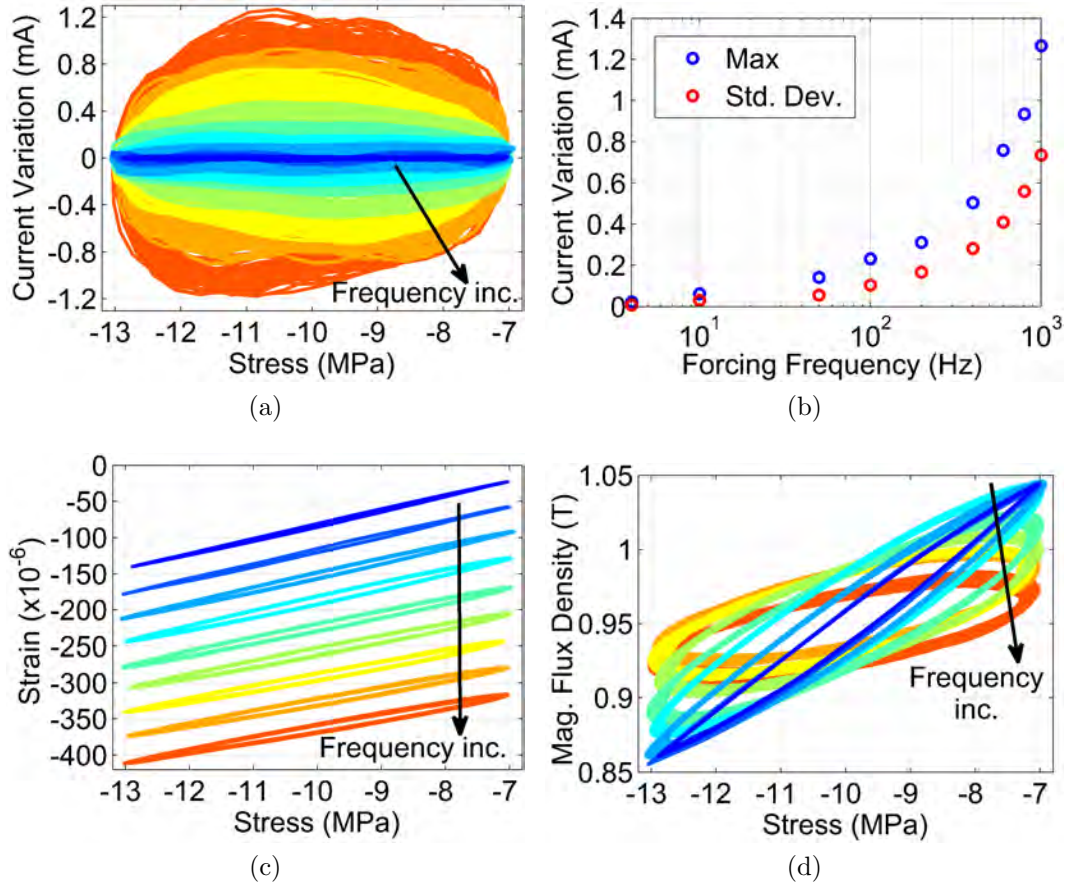 1.2
0.8
0.4
0
-0.4
-0.8
-1.2
Current Variation (mA)
Frequency inc.
-13 -12 -11 -10 -9 -8 -7
Stress (MPa)
(a)
1.4
1.2
1
0.8
0.6
0.4
0.2
0
Current Variation (mA)
Max
Std. Dev.
10^1 10^2 10^3
Forcing Frequency (Hz)
(b)
0
-50
-100
-150
-200
-250
-300
-350
-400
Strain (x10^-6)
Frequency inc.
-13 -12 -11 -10 -9 -8 -7
Stress (MPa)
(c)
1.05
1
0.95
0.9
0.85
Mag. Flux Density (T)
Frequency
inc.
-13 -12 -11 -10 -9 -8 -7
Stress (MPa)
(d)